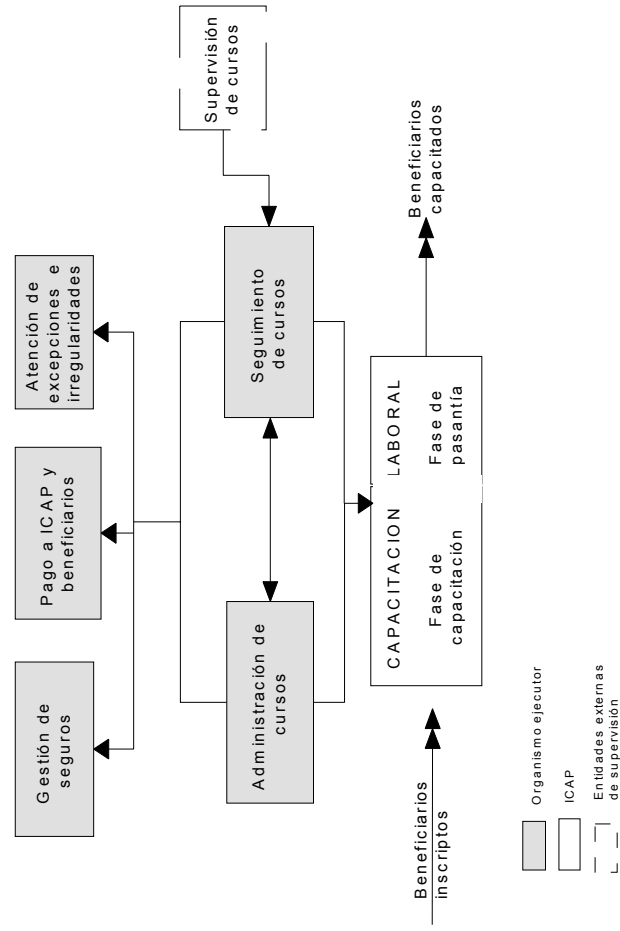 Gestión de
seguros
Pago a ICAP y
beneficiarios
Atención de
excepciones e
irregularidades
Administración de
cursos
Seguimiento
de cursos
Supervisión
de cursos
Beneficiarios
inscriptos
CAPACITACION LABORAL
Fase de
capacitación
Fase de
pasantía
Beneficiarios
capacitados
Organismo ejecutor
ICAP
Entidades externas
de supervisión